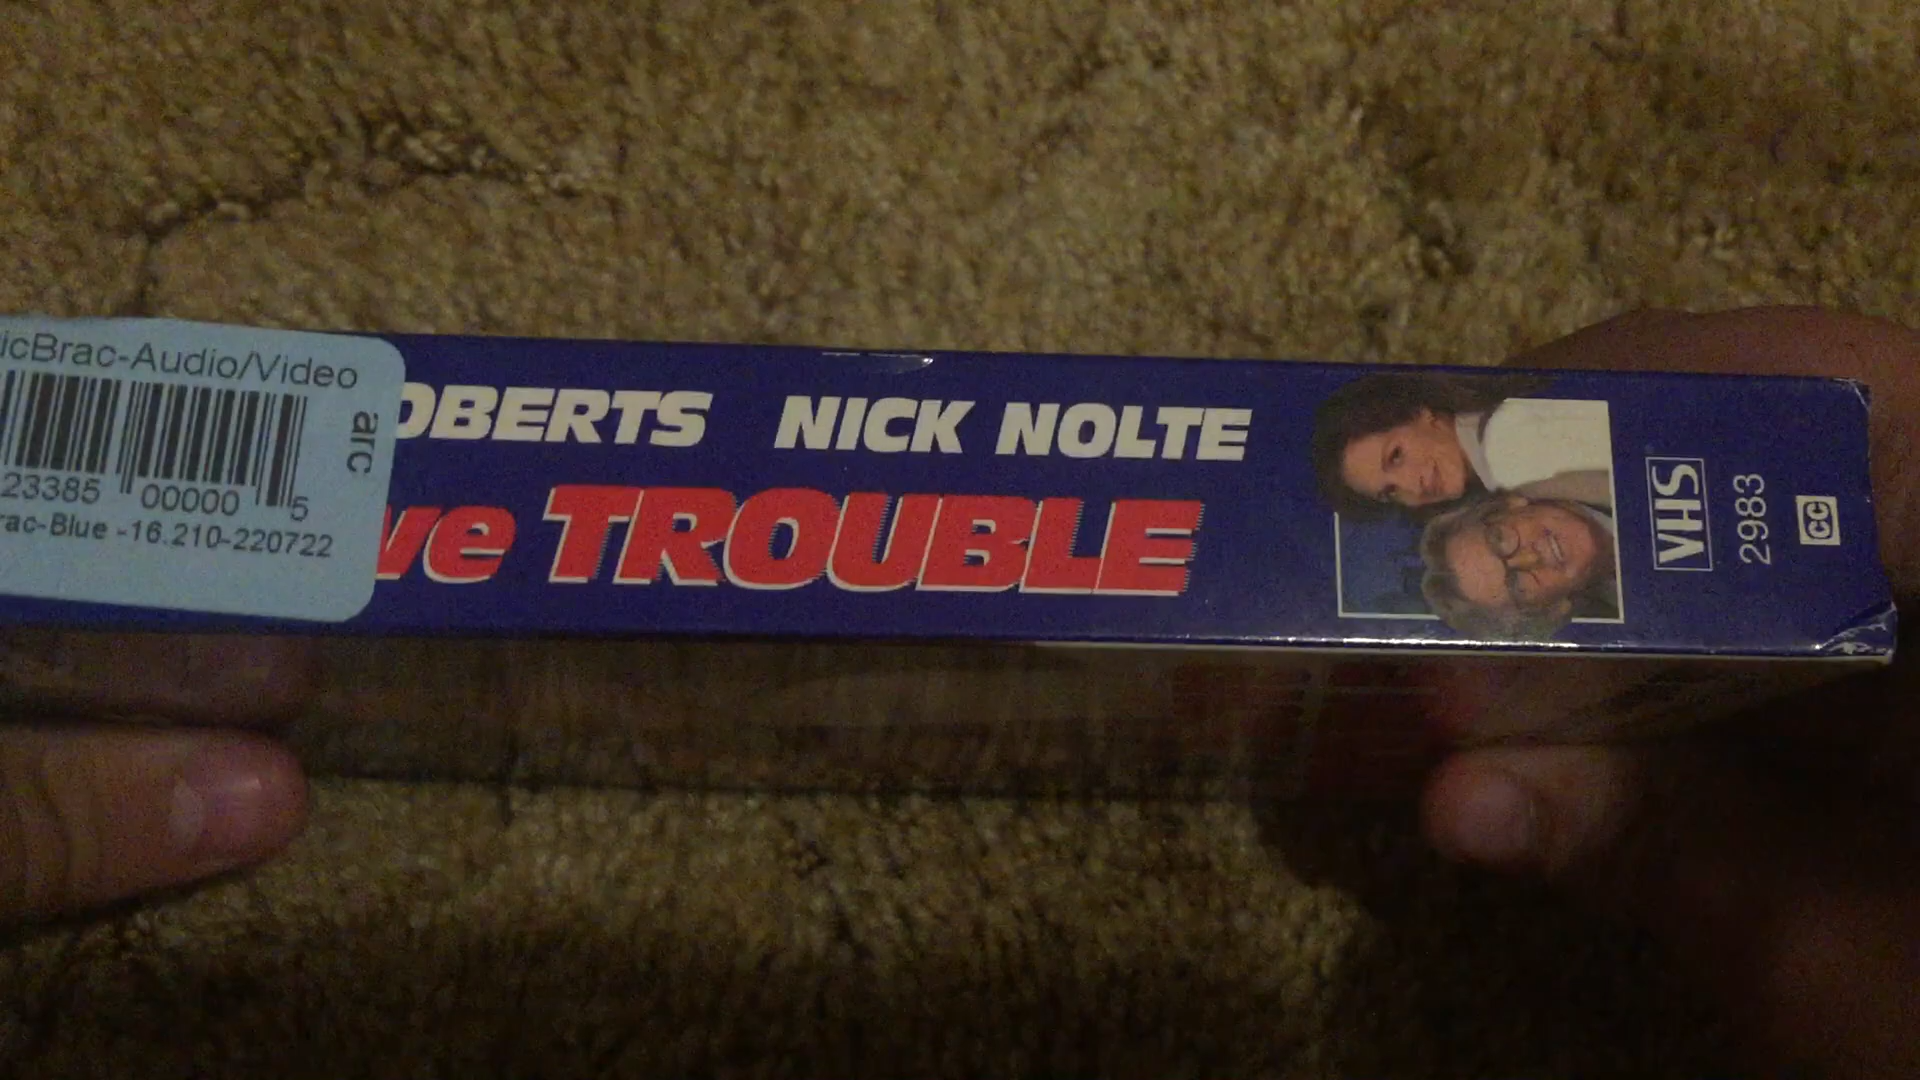 icBrac-Audio/Video
arc
23385 00000 5
rac-Blue -16.210-220722
OBERTS NICK NOLTE
ve TROUBLE
VHS
2983
CC